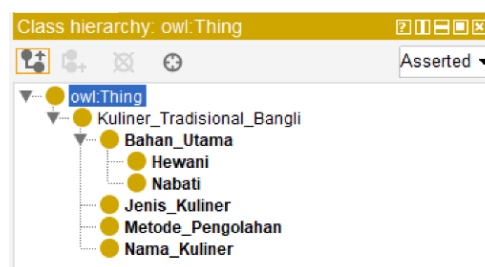 Class hierarchy: owl:Thing
Asserted
owl:Thing
Kuliner_Tradisional_Bangli
Bahan_Utama
Hewani
Nabati
Jenis_Kuliner
Metode_Pengolahan
Nama_Kuliner